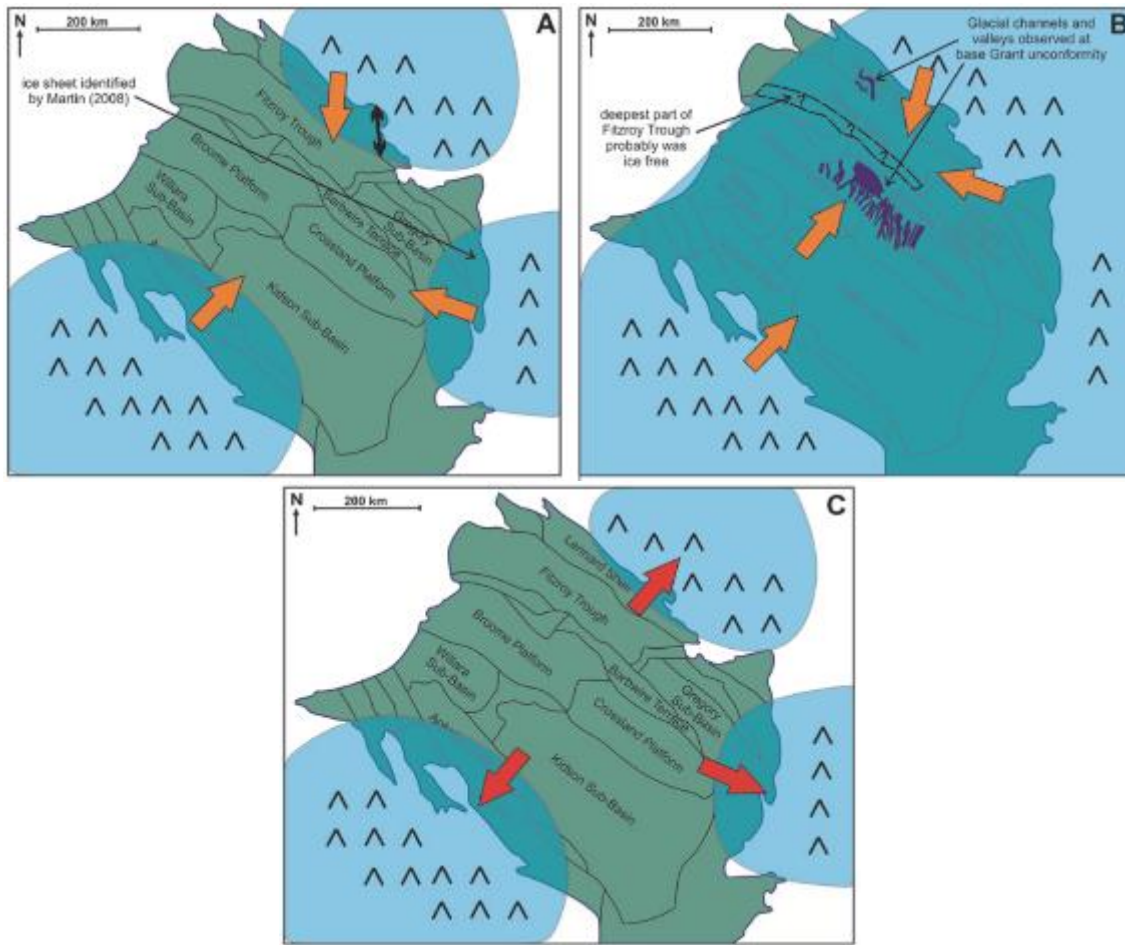 N
200 km
A
ice sheet identified
by Martin (2008)
Fitzroy Trough
Broome Platform
Willara
Sub-Basin
Barbwire Terrace
Gregory
Sub-Basin
Crossland Platform
Kidson Sub-Basin
N
200 km
B
Glacial channels and
valleys observed at
base Grant unconformity
deepest part of
Fitzroy Trough
probably was
ice free
?
?
N
200 km
C
Lennard Shelf
Fitzroy Trough
Broome Platform
Willara
Sub-Basin
Barbwire Terrace
Gregory
Sub-Basin
Crossland Platform
Kidson Sub-Basin